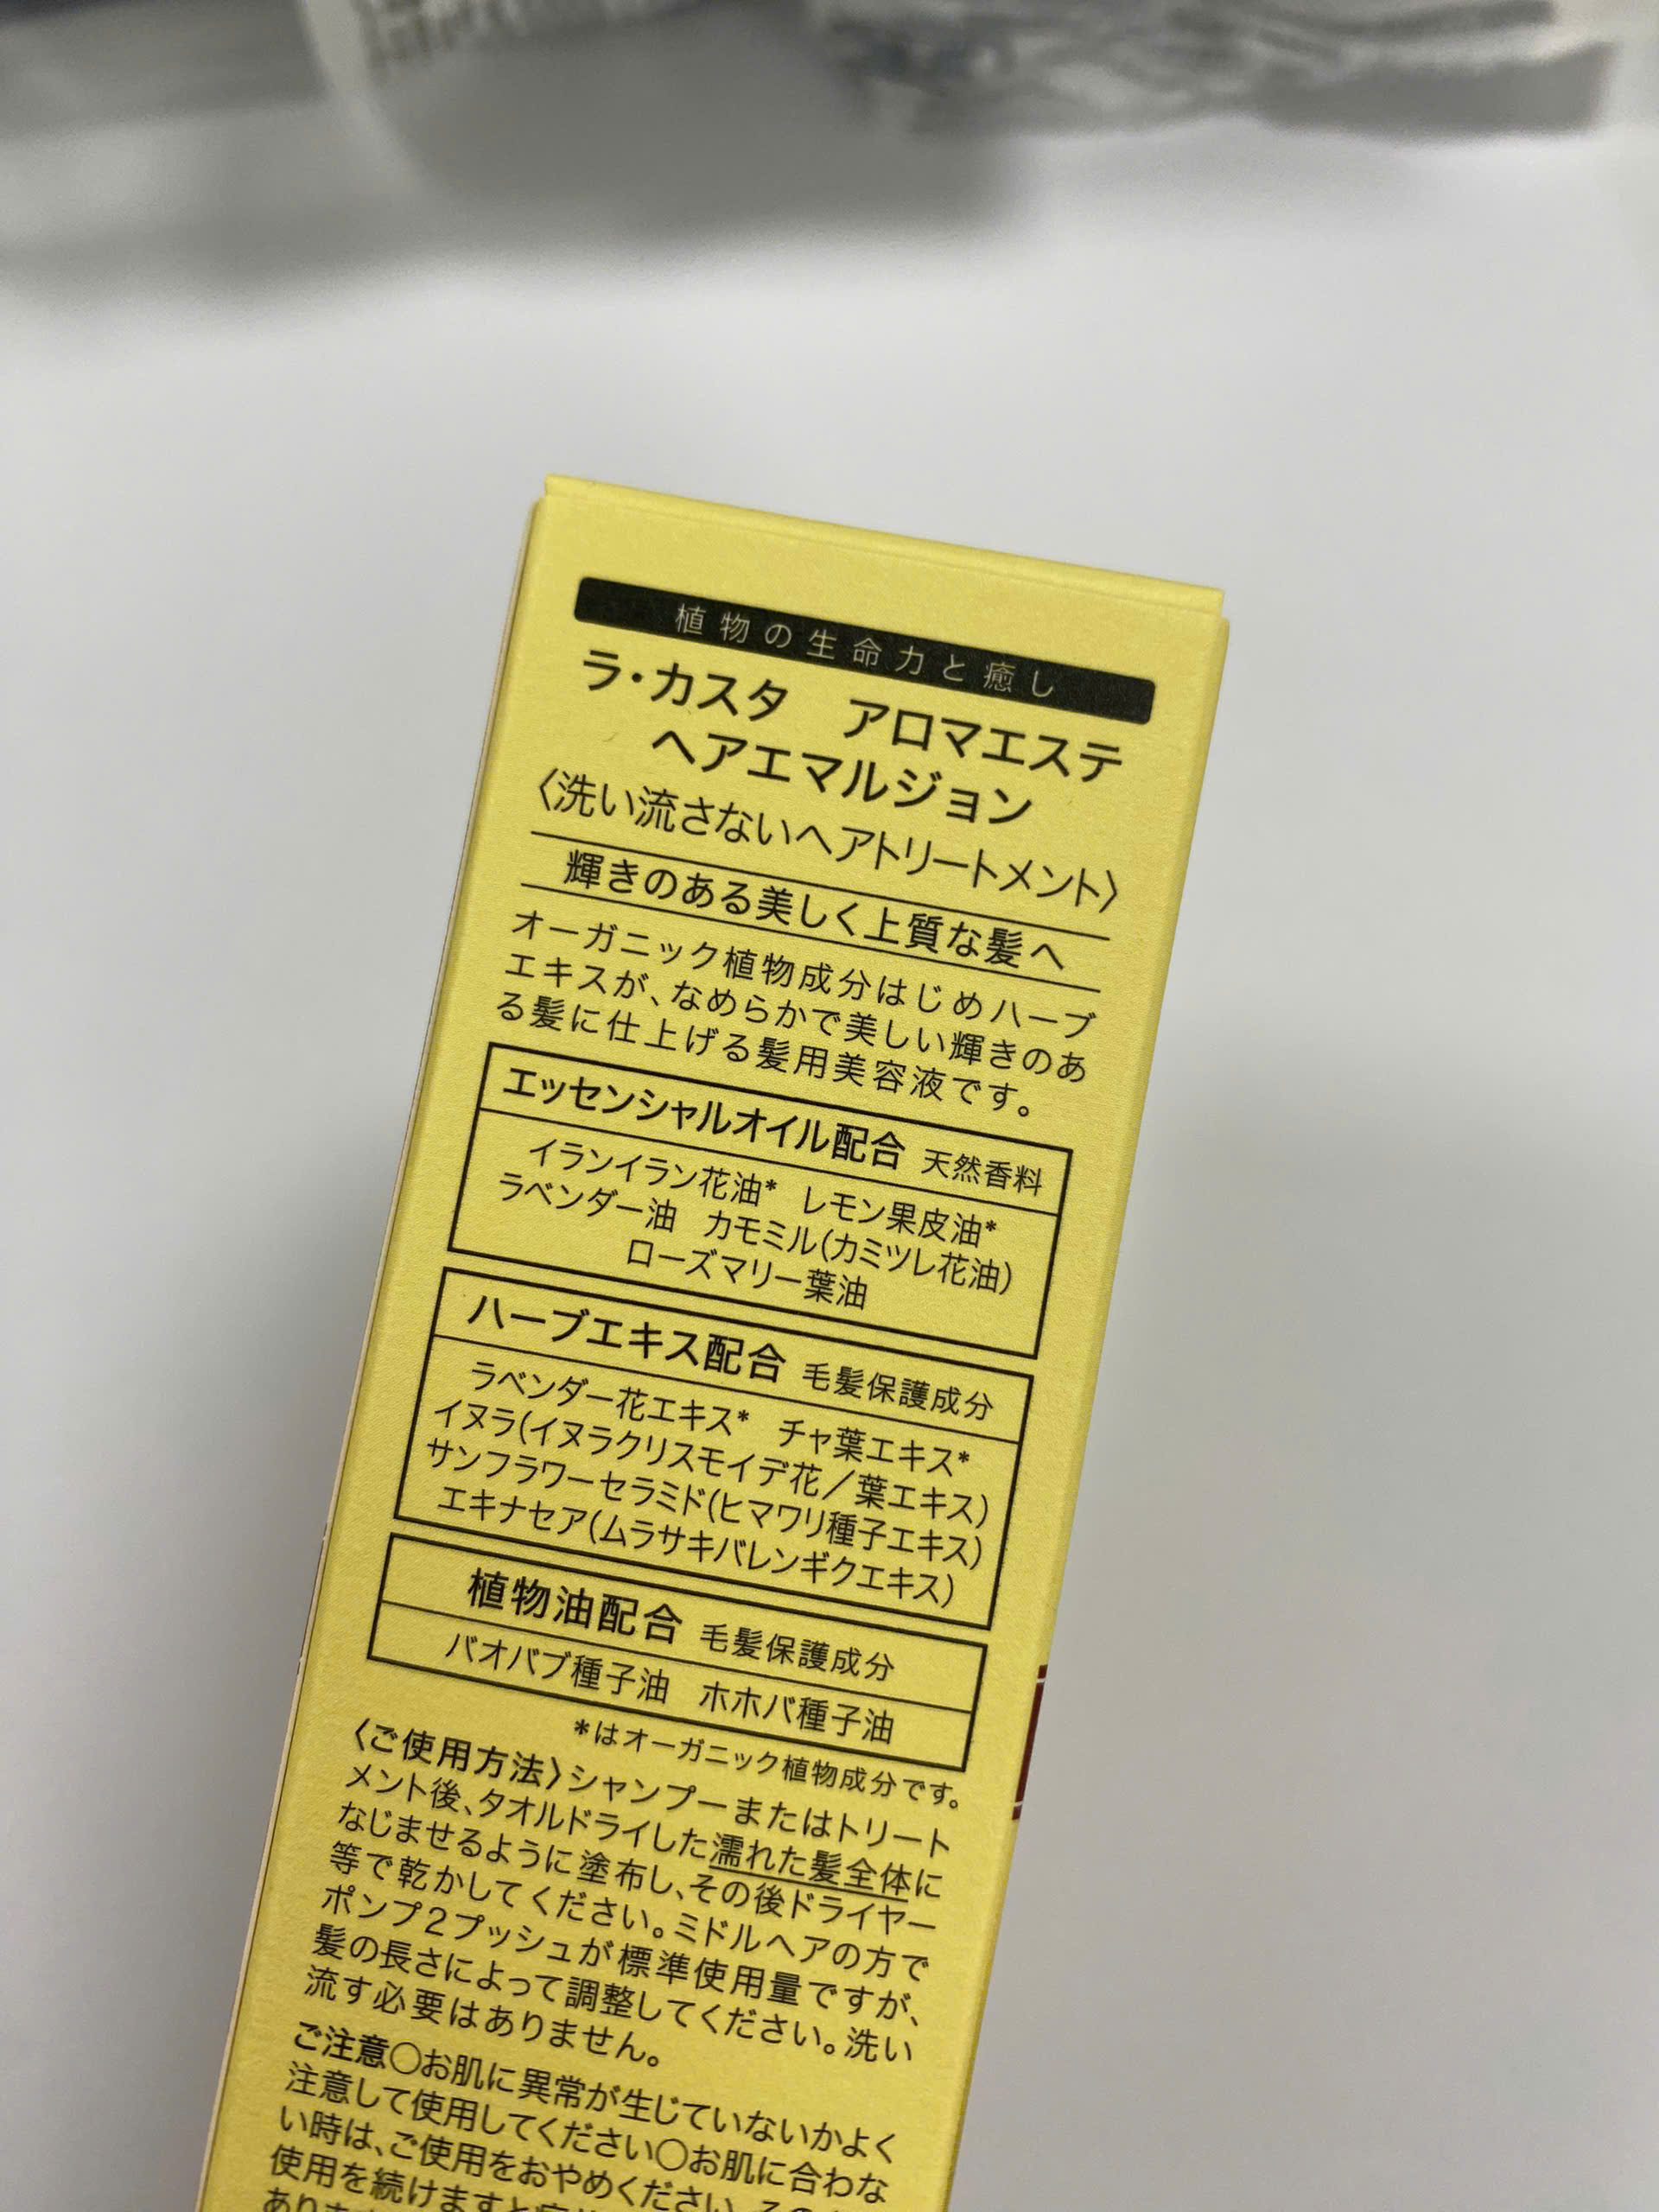 植物の生命力と癒し
ラ・カスタ　アロマエステ
ヘアエマルジョン
〈洗い流さないヘアトリートメント〉
輝きのある美しく上質な髪へ
オーガニック植物成分はじめハーブ
エキスが、なめらかで美しい輝きのあ
る髪に仕上げる髪用美容液です。
エッセンシャルオイル配合 天然香料
イランイラン花油*　レモン果皮油*
ラベンダー油　カモミル(カミツレ花油)
ローズマリー葉油
ハーブエキス配合 毛髪保護成分
ラベンダー花エキス*　チャ葉エキス*
イヌラ(イヌラクリスモイデ花／葉エキス)
サンフラワーセラミド(ヒマワリ種子エキス)
エキナセア(ムラサキバレンギクエキス)
植物油配合 毛髪保護成分
バオバブ種子油　ホホバ種子油
*はオーガニック植物成分です。
〈ご使用方法〉シャンプーまたはトリート
メント後、タオルドライした濡れた髪全体に
なじませるように塗布し、その後ドライヤー
等で乾かしてください。ミドルヘアの方で
ポンプ2プッシュが標準使用量ですが、
髪の長さによって調整してください。洗い
流す必要はありません。
ご注意○お肌に異常が生じていないかよく
注意して使用してください○お肌に合わな
い時は、ご使用をおやめください。
使用を続けますと